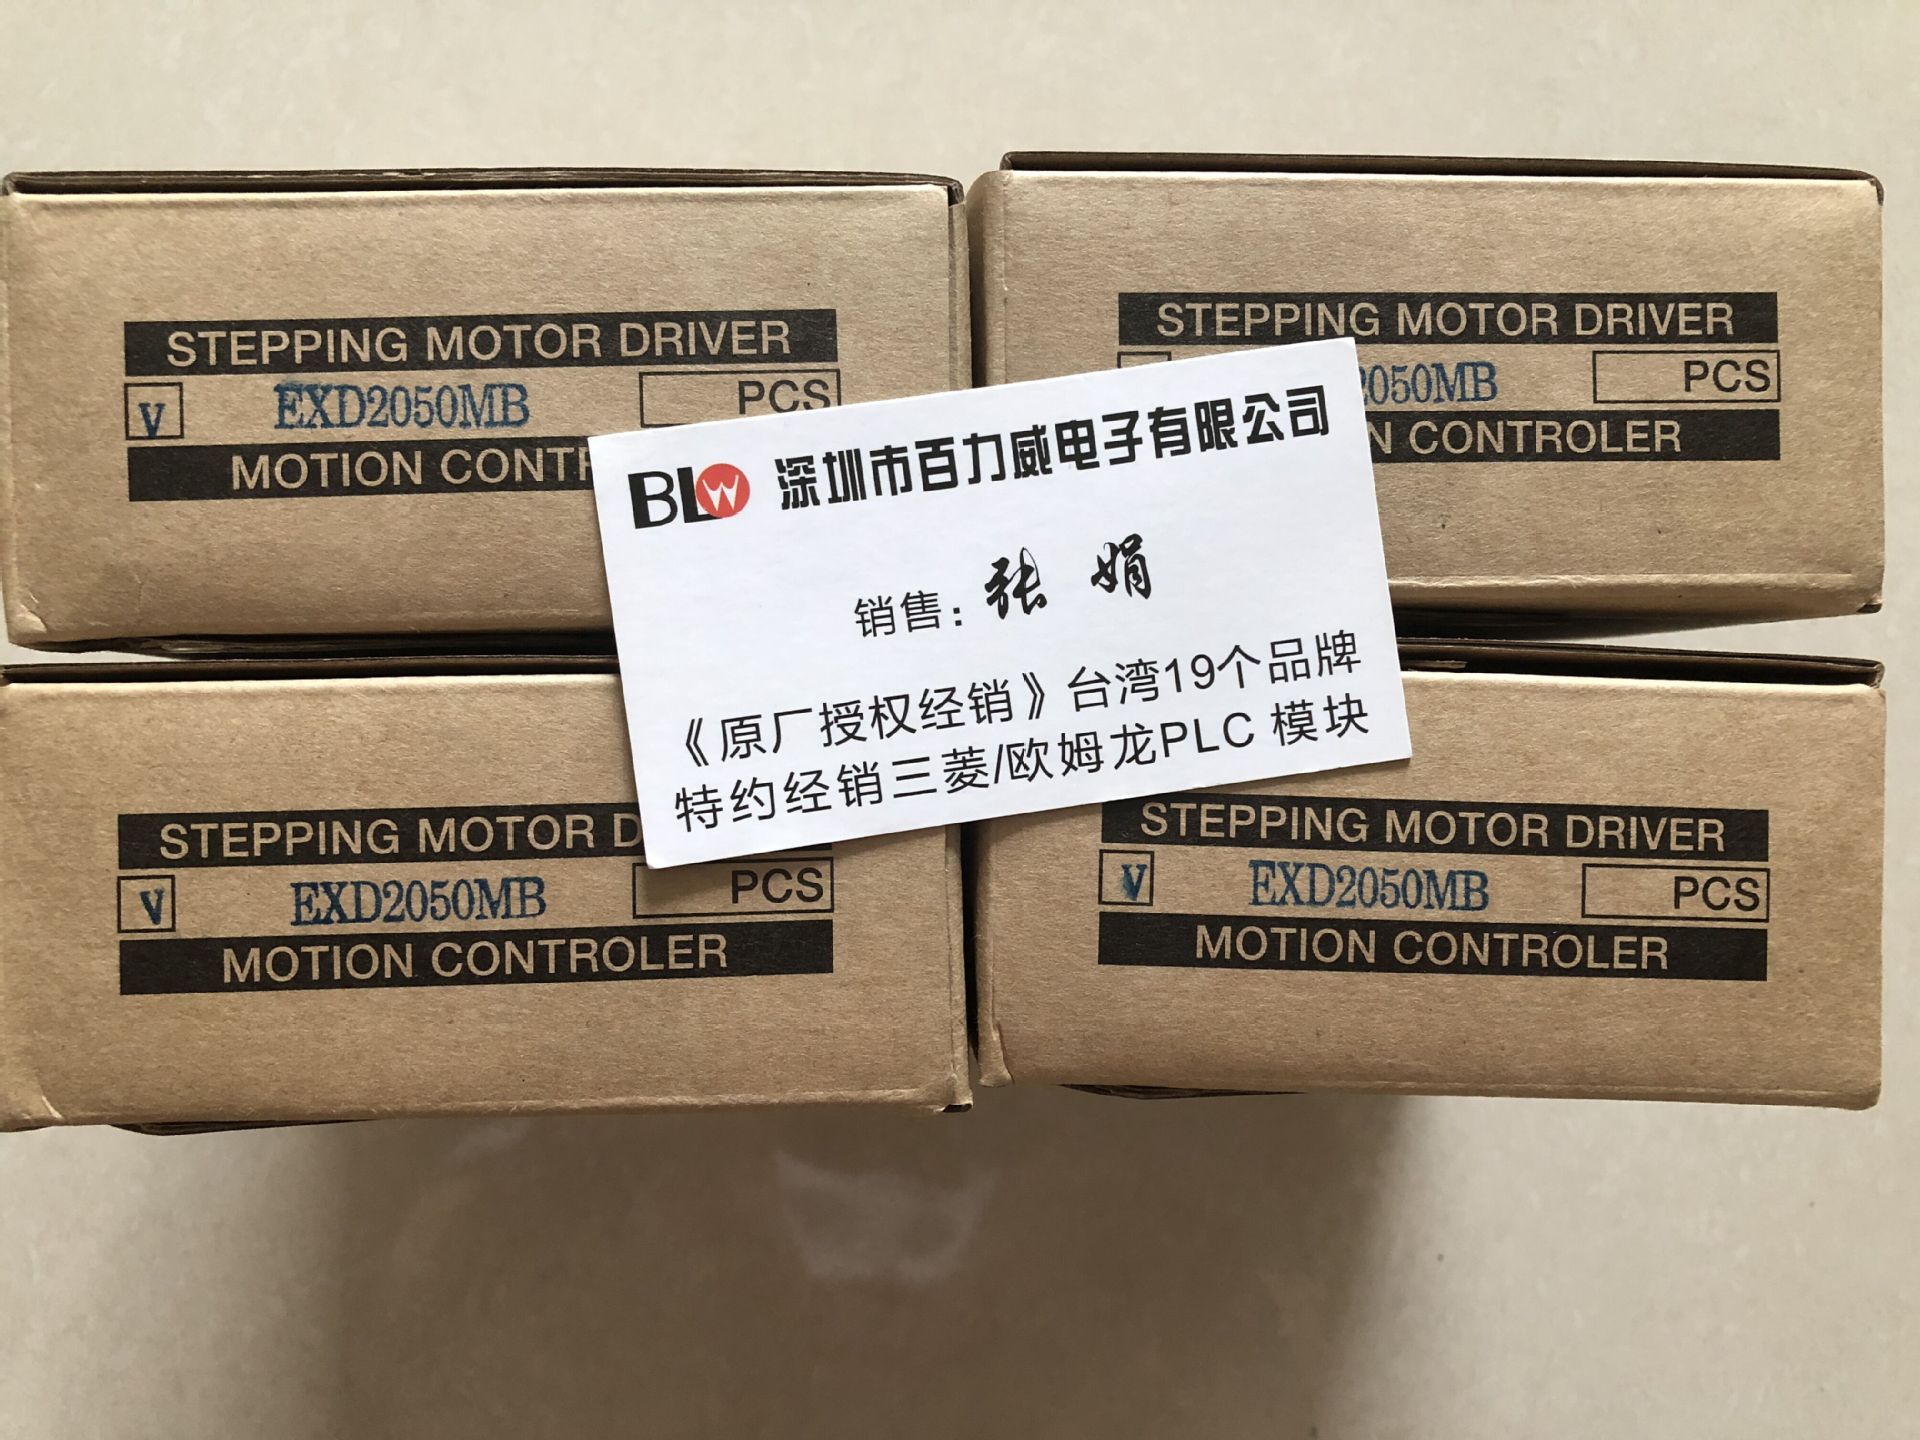 STEPPING MOTOR DRIVER
V EXD2050MB PCS
MOTION CONTR
STEPPING MOTOR DRIVER
2050MB PCS
N CONTROLER
BLW 深圳市百力威电子有限公司
销售：张 娟
《原厂授权经销》台湾19个品牌
特约经销三菱/欧姆龙PLC 模块
STEPPING MOTOR D
V EXD2050MB PCS
MOTION CONTROLER
STEPPING MOTOR DRIVER
V EXD2050MB PCS
MOTION CONTROLER